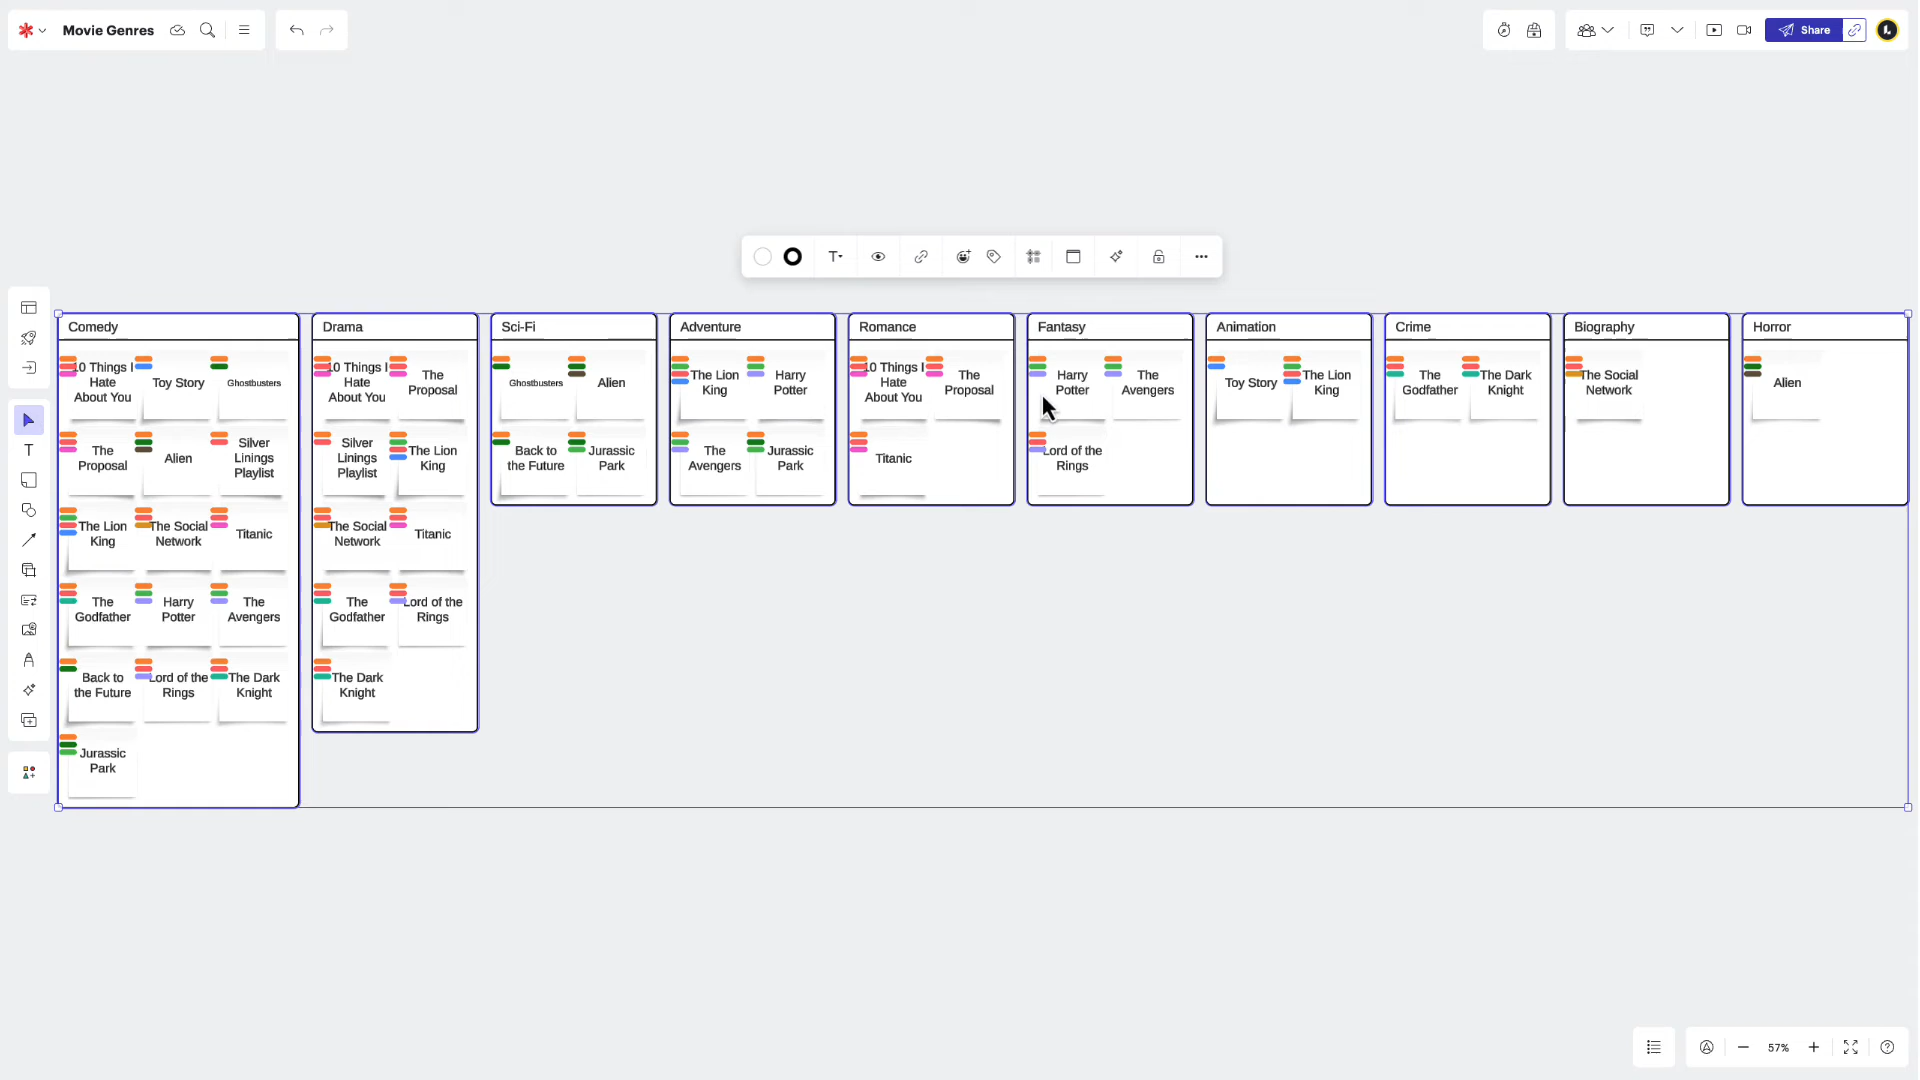 Movie Genres
Share
T
Comedy
Drama
Sci-Fi
Adventure
Romance
Fantasy
Animation
Crime
Biography
Horror
10 Things I
Hate
About You
Toy Story
Ghostbusters
The
Proposal
Alien
Silver
Linings
Playlist
The Lion
King
The Social
Network
Titanic
The
Godfather
Harry
Potter
The
Avengers
Back to
the Future
Lord of the
Rings
The Dark
Knight
Jurassic
Park
10 Things I
Hate
About You
The
Proposal
Silver
Linings
Playlist
The Lion
King
The Social
Network
Titanic
The
Godfather
Lord of the
Rings
The Dark
Knight
Ghostbusters
Alien
Back to
the Future
Jurassic
Park
The Lion
King
Harry
Potter
The
Avengers
Jurassic
Park
10 Things I
Hate
About You
The
Proposal
Titanic
Harry
Potter
The
Avengers
Lord of the
Rings
Toy Story
The Lion
King
The
Godfather
The Dark
Knight
The Social
Network
Alien
T
57%